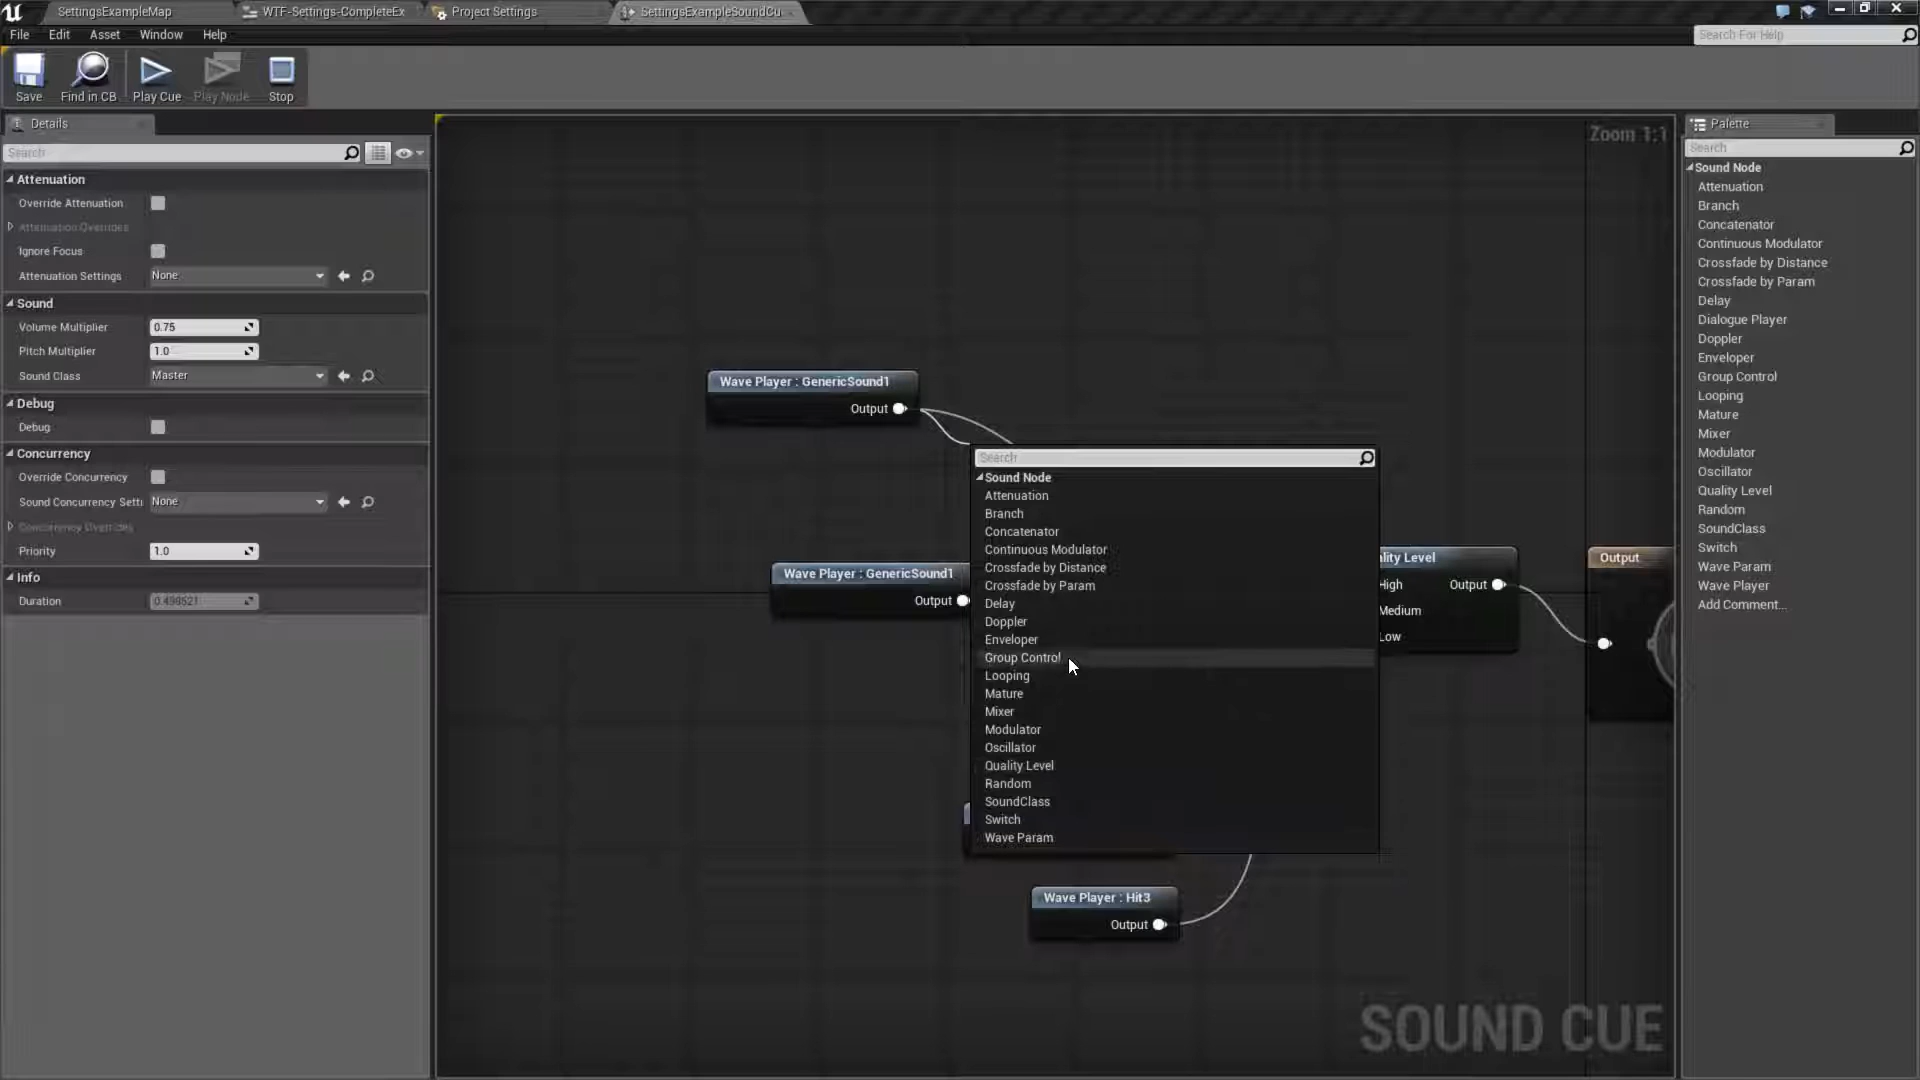 SettingsExampleMap
WTF-Settings-CompleteEx
Project Settings
SettingsExampleSoundCu
File Edit Asset Window Help
Search For Help
Save
Find in CB
Play Cue
Play Node
Stop
Details
Search
Attenuation
Override Attenuation
Attenuation Overrides
Ignore Focus
Attenuation Settings None
Sound
Volume Multiplier 0.75
Pitch Multiplier 1.0
Sound Class Master
Debug
Debug
Concurrency
Override Concurrency
Sound Concurrency Setti None
Concurrency Overrides
Priority 1.0
Info
Duration 0.498521
Zoom 1:1
Wave Player : GenericSound1
Output
Wave Player : GenericSound1
Output
Search
Sound Node
Attenuation
Branch
Concatenator
Continuous Modulator
Crossfade by Distance
Crossfade by Param
Delay
Doppler
Enveloper
Group Control
Looping
Mature
Mixer
Modulator
Oscillator
Quality Level
Random
SoundClass
Switch
Wave Param
lity Level
High Output
Medium
Low
Output
Wave Player : Hit3
Output
SOUND CUE
Palette
Search
Sound Node
Attenuation
Branch
Concatenator
Continuous Modulator
Crossfade by Distance
Crossfade by Param
Delay
Dialogue Player
Doppler
Enveloper
Group Control
Looping
Mature
Mixer
Modulator
Oscillator
Quality Level
Random
SoundClass
Switch
Wave Param
Wave Player
Add Comment...